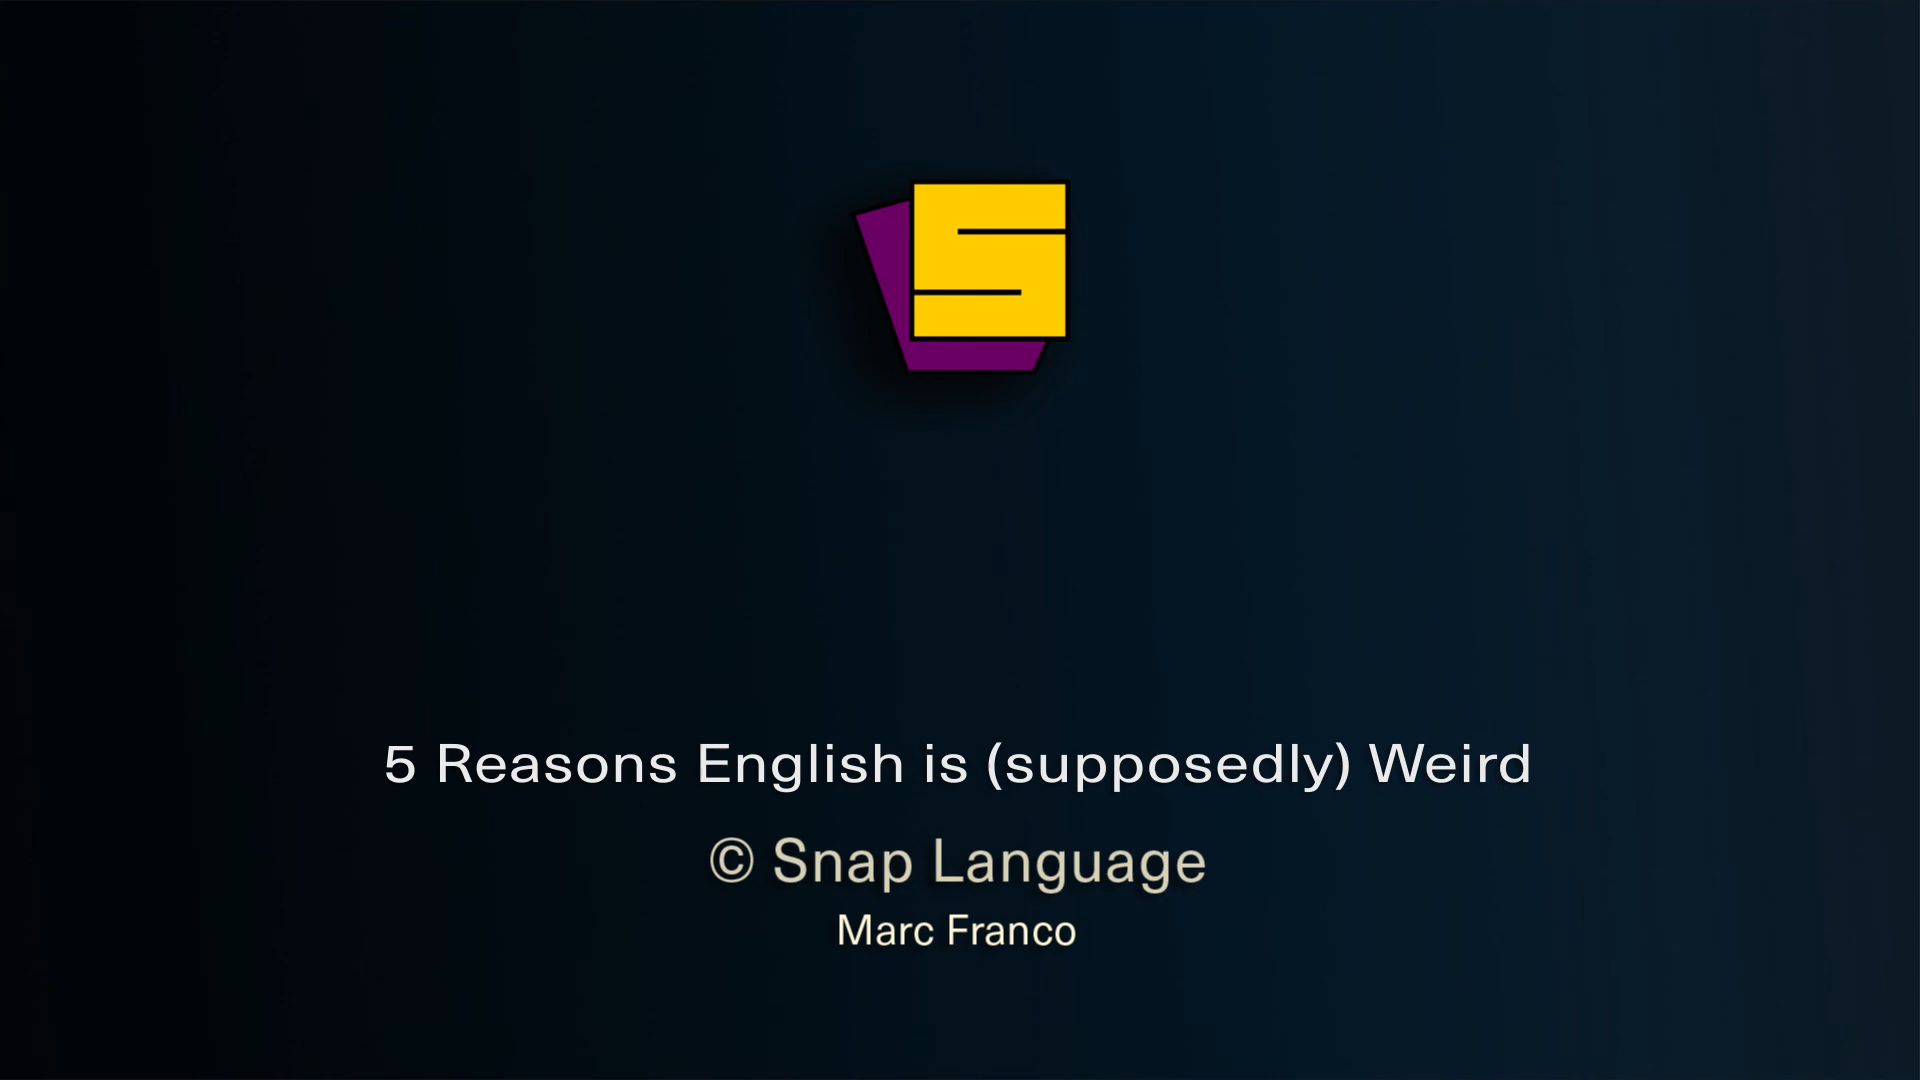 S
5 Reasons English is (supposedly) Weird
© Snap Language
Marc Franco